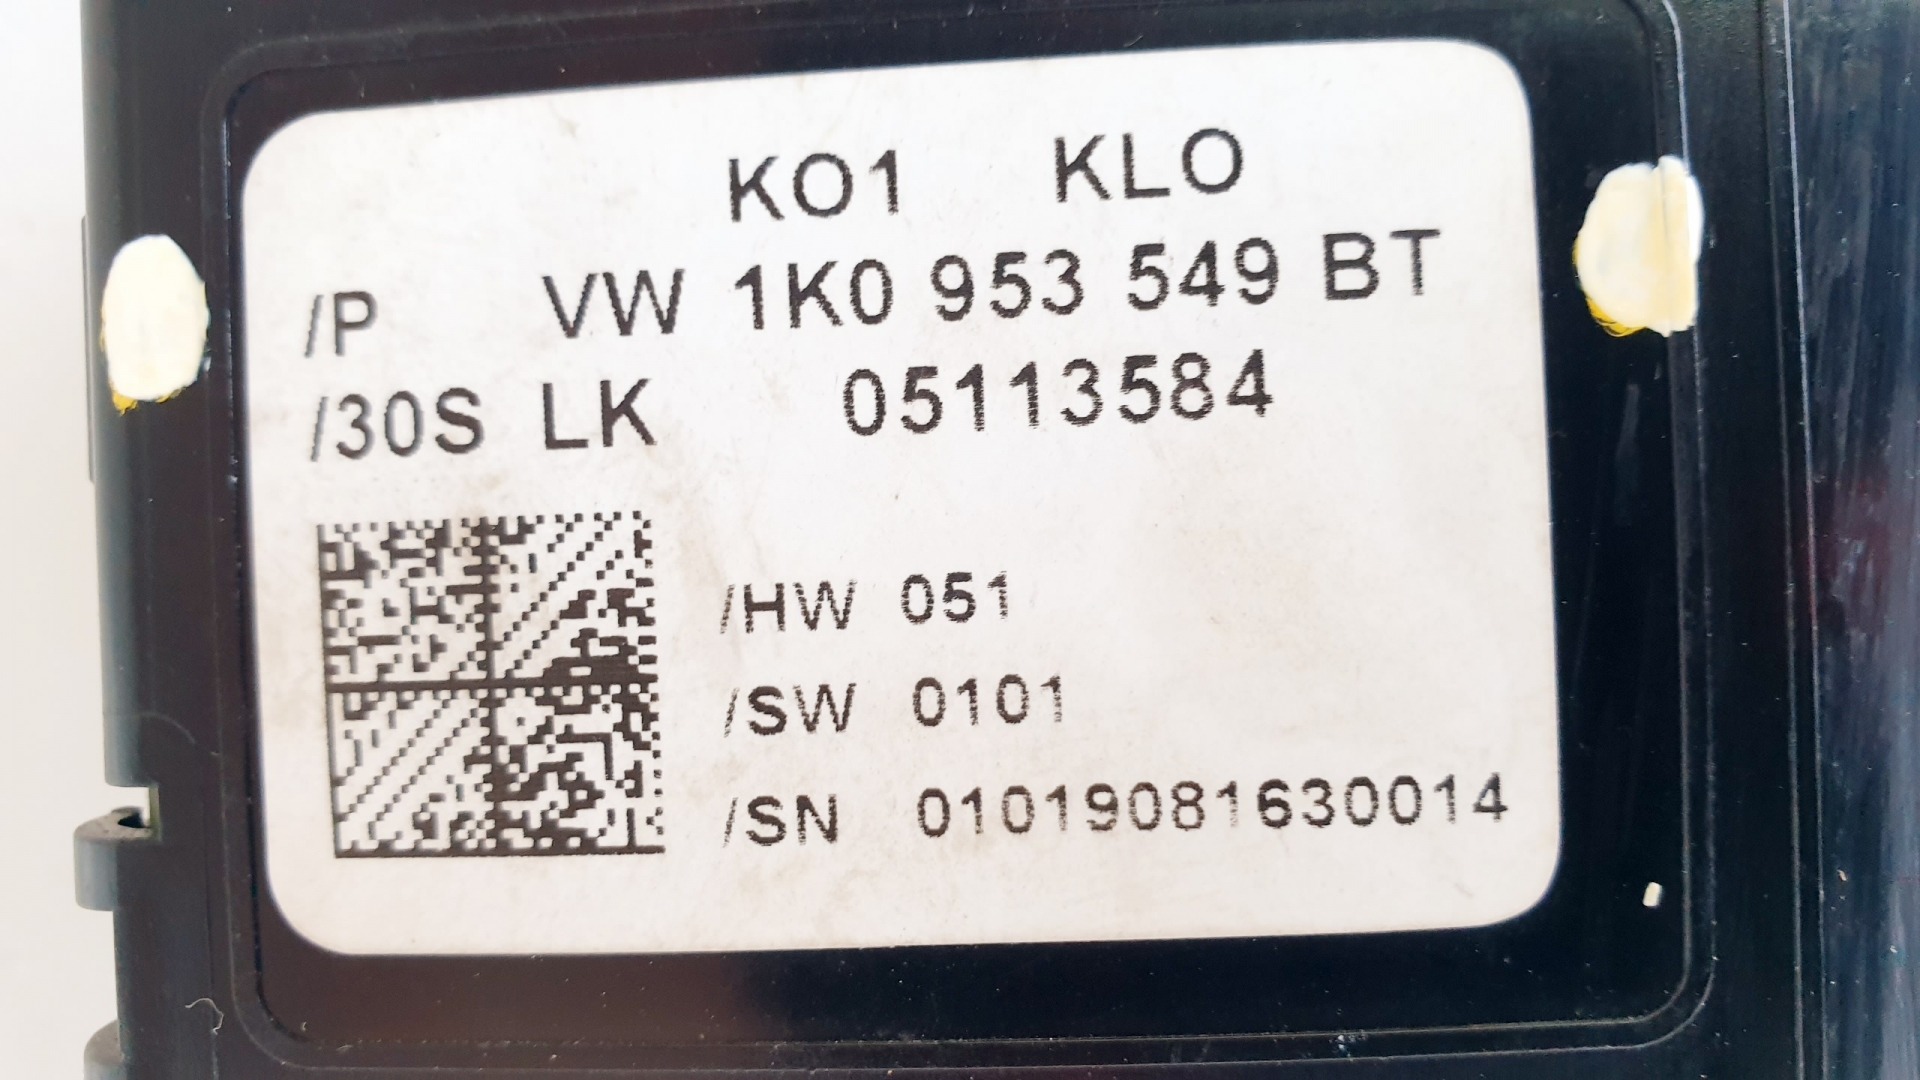 KO1 KLO
/P VW 1K0 953 549 BT
/30S LK 05113584
/HW 051
/SW 0101
/SN 01019081630014